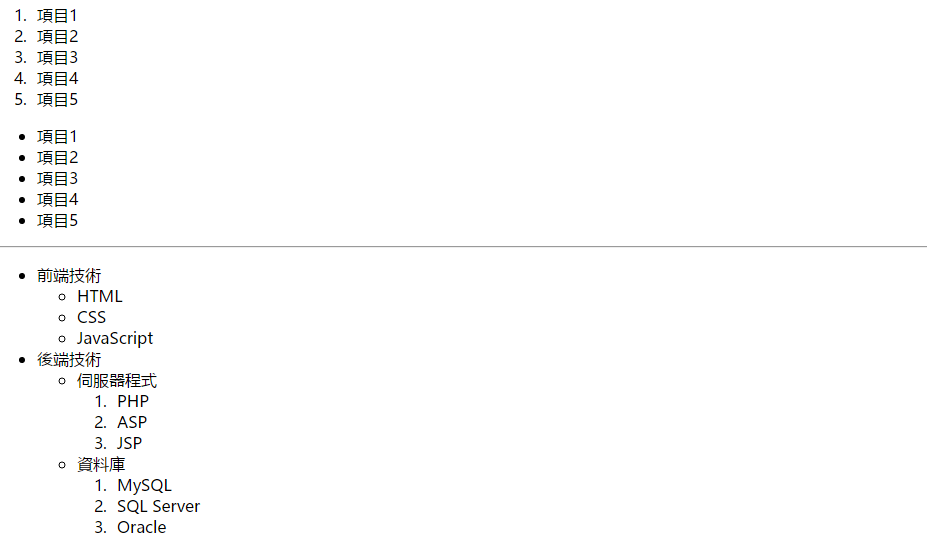 1. 項目1
2. 項目2
3. 項目3
4. 項目4
5. 項目5
• 項目1
• 項目2
• 項目3
• 項目4
• 項目5
• 前端技術
◦ HTML
◦ CSS
◦ JavaScript
• 後端技術
◦ 伺服器程式
1. PHP
2. ASP
3. JSP
◦ 資料庫
1. MySQL
2. SQL Server
3. Oracle